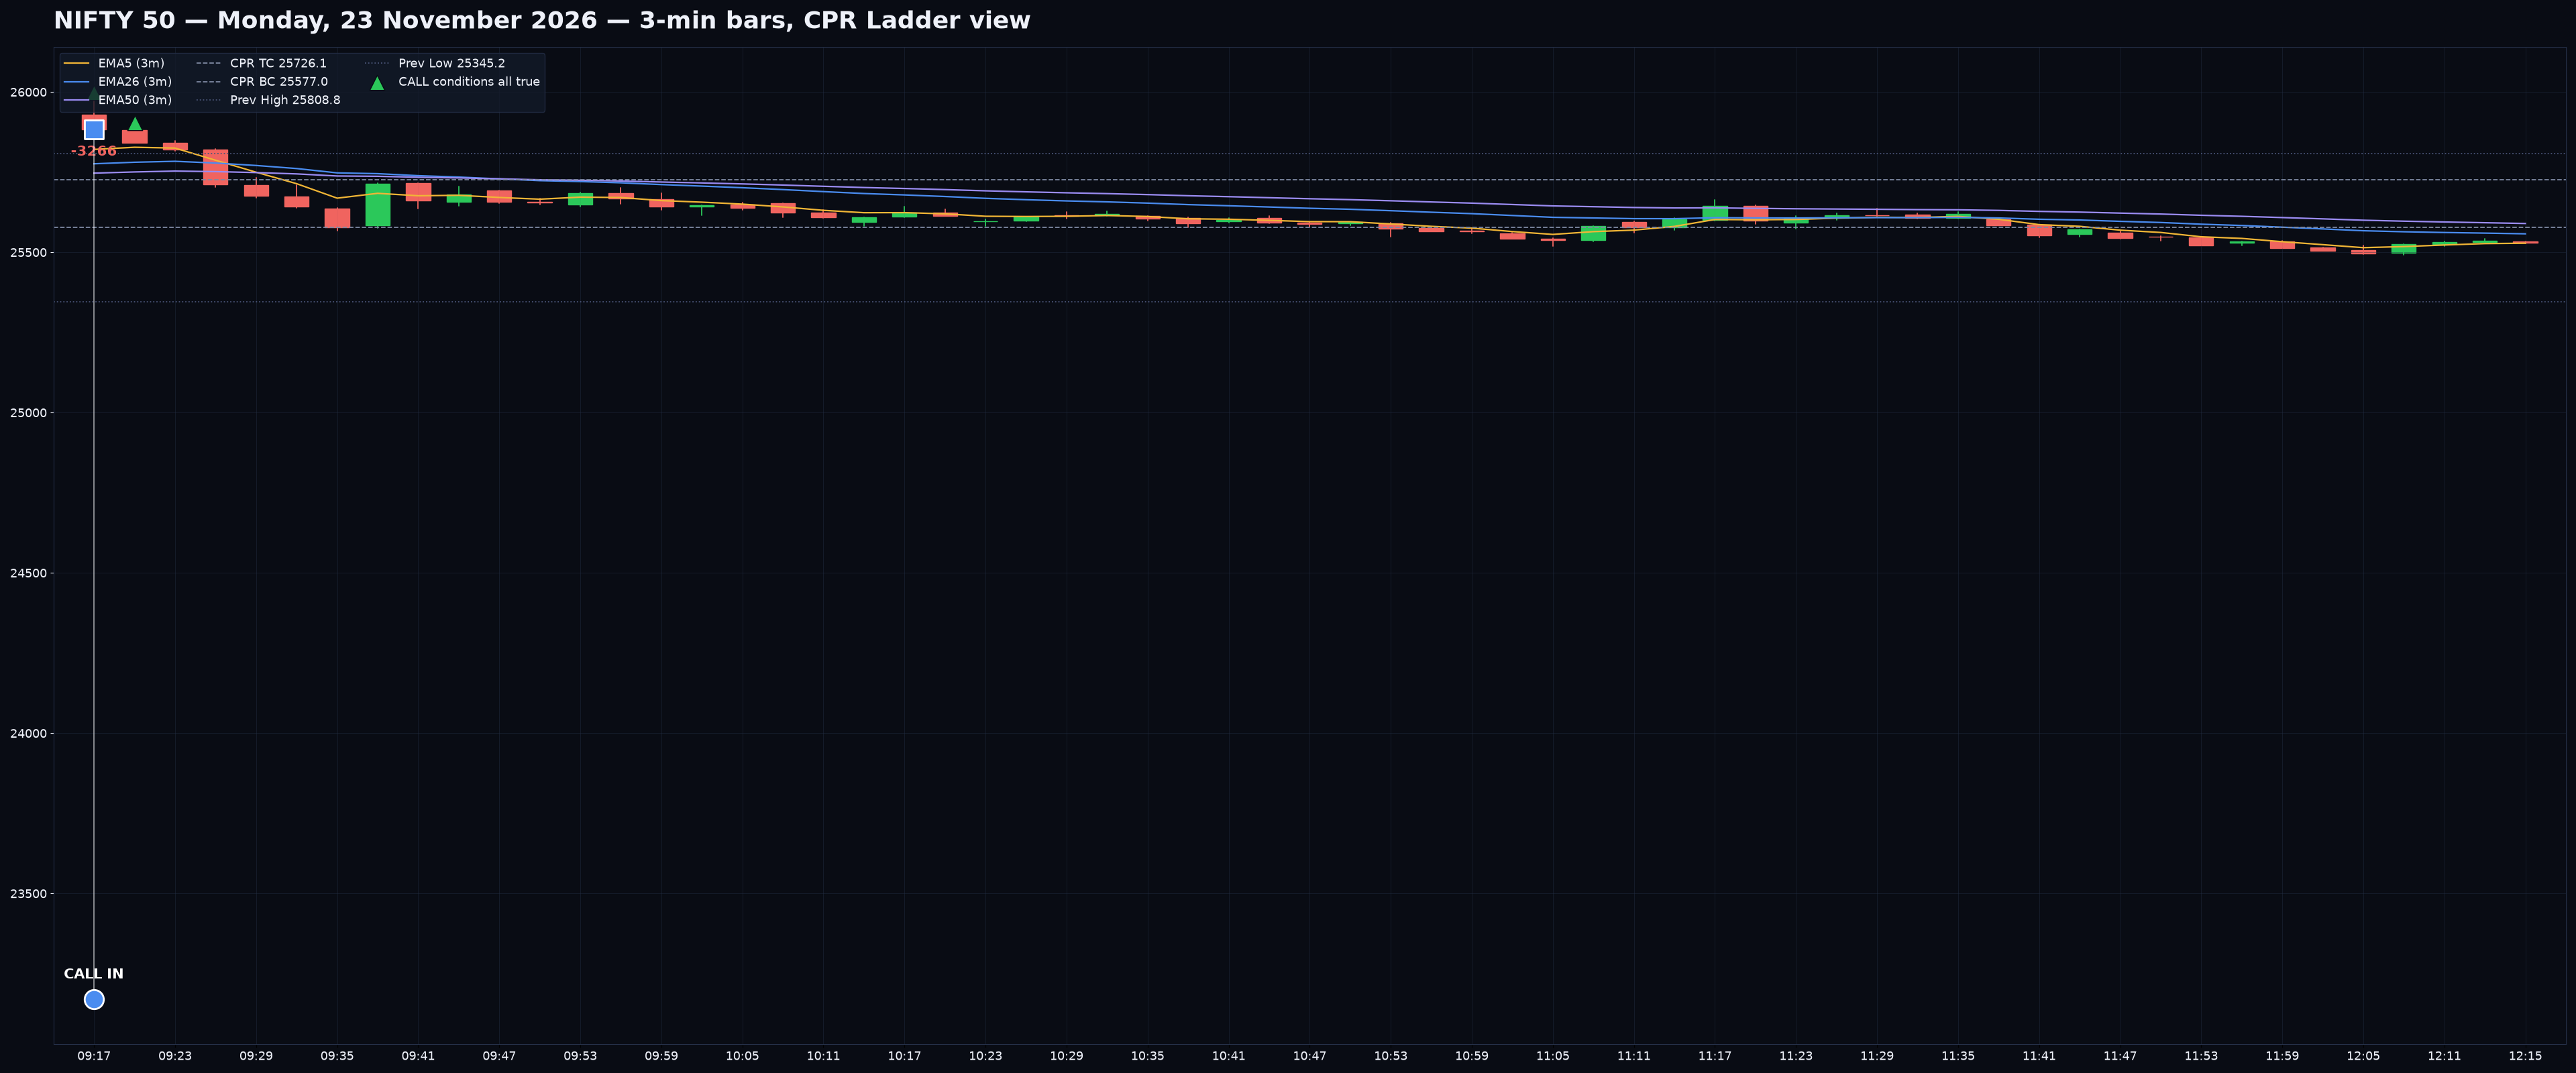 NIFTY 50 — Monday, 23 November 2026 — 3-min bars, CPR Ladder view
EMA5 (3m)
EMA26 (3m)
EMA50 (3m)
CPR TC 25726.1
CPR BC 25577.0
Prev High 25808.8
Prev Low 25345.2
CALL conditions all true
26000
25500
25000
24500
24000
23500
-3266
CALL IN
09:17 09:23 09:29 09:35 09:41 09:47 09:53 09:59 10:05 10:11 10:17 10:23 10:29 10:35 10:41 10:47 10:53 10:59 11:05 11:11 11:17 11:23 11:29 11:35 11:41 11:47 11:53 11:59 12:05 12:11 12:15